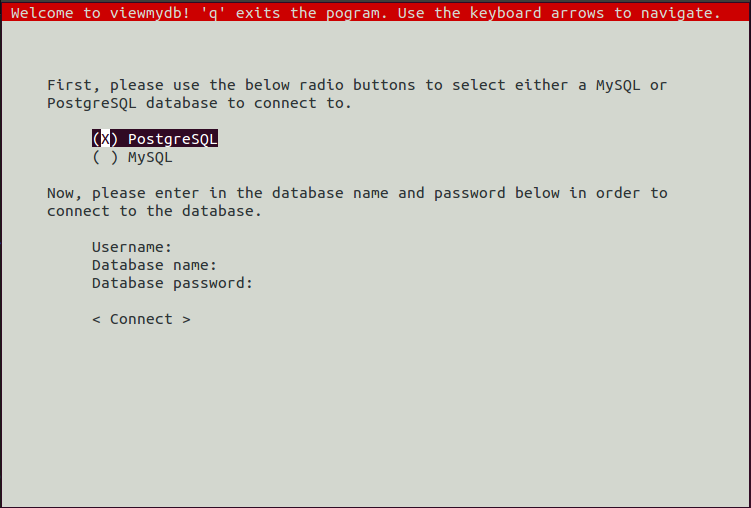 Welcome to viewmydb! 'q' exits the pogram. Use the keyboard arrows to navigate.
First, please use the below radio buttons to select either a MySQL or
PostgreSQL database to connect to.
(X) PostgreSQL
( ) MySQL
Now, please enter in the database name and password below in order to
connect to the database.
Username:
Database name:
Database password:
< Connect >